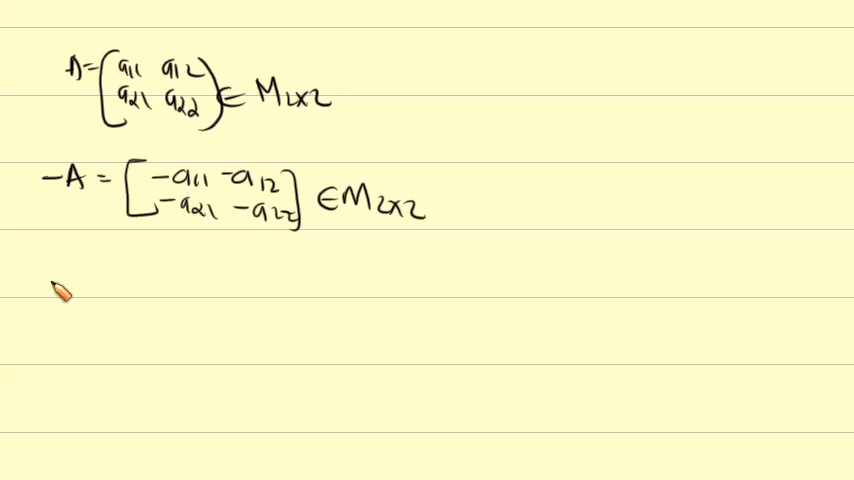 A = ( a11 a12
a21 a22 ) ∈ M2x2
-A = [ -a11 -a12
-a21 -a22 ] ∈ M2x2